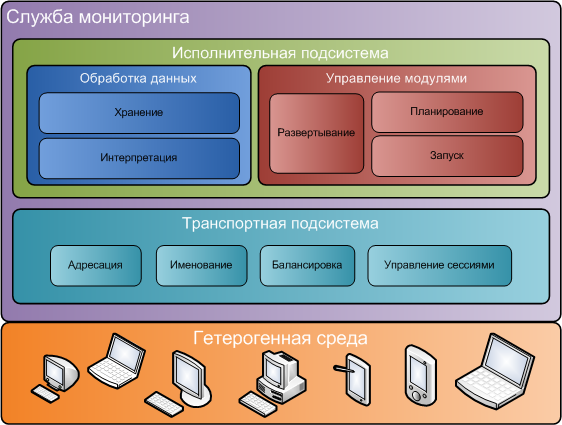 Служба мониторинга
Исполнительная подсистема
Обработка данных
Хранение
Интерпретация
Управление модулями
Развертывание
Планирование
Запуск
Транспортная подсистема
Адресация
Именование
Балансировка
Управление сессиями
Гетерогенная среда